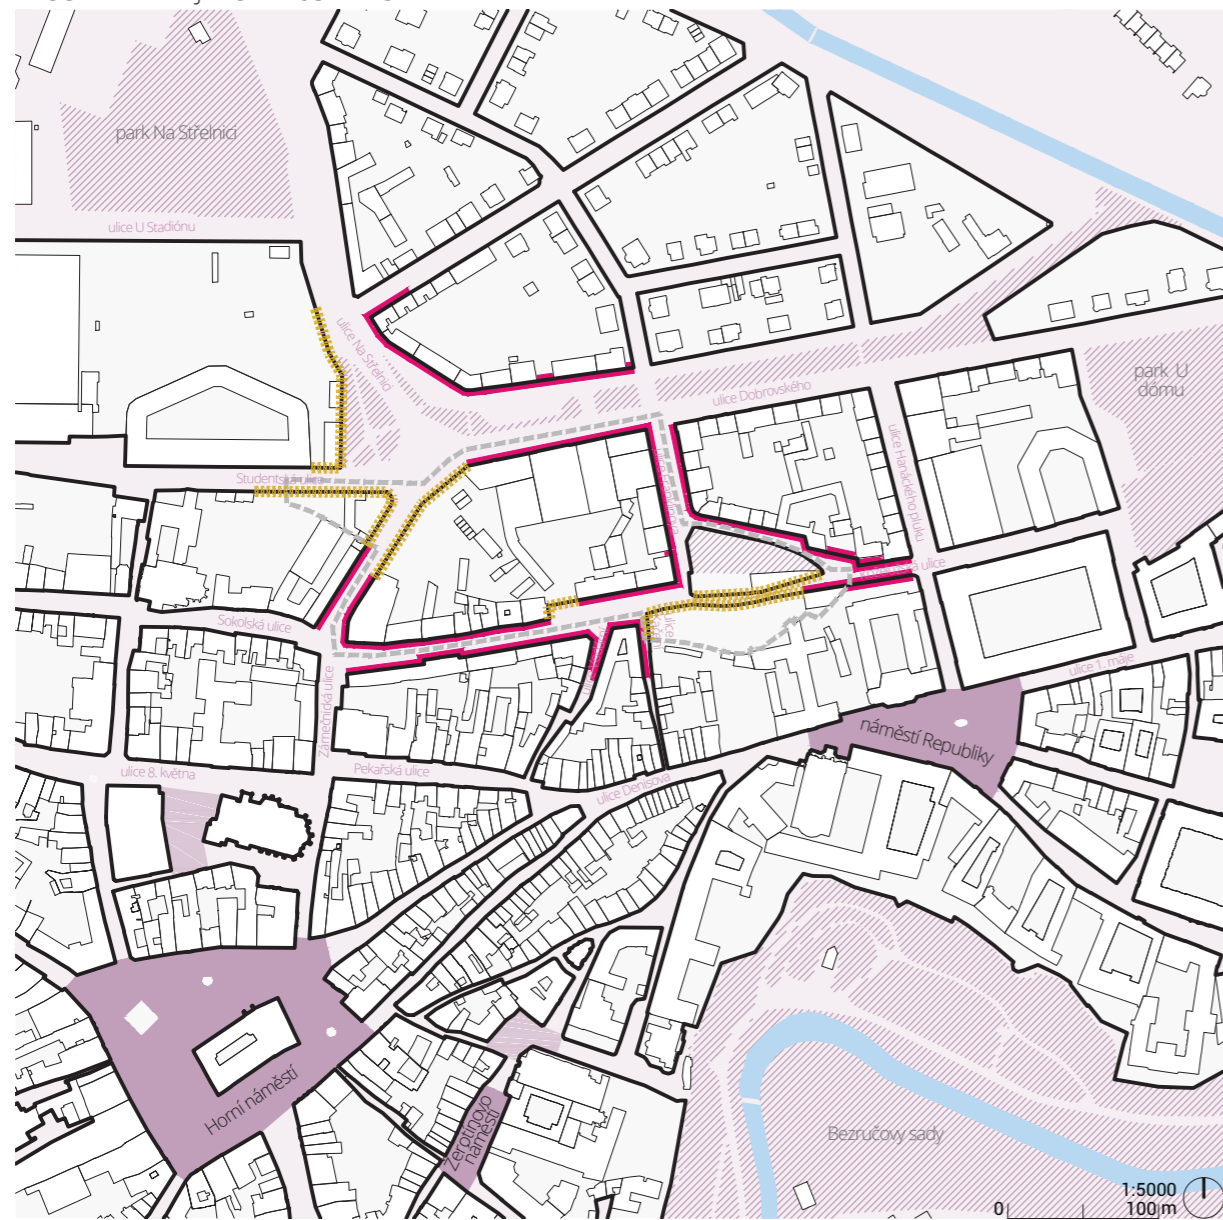 park Na Střelnici
ulice U Stadiónu
ulice Na Střelnici
park U
dómu
ulice Dobrovského
ulice Hanáckého pluku
Studentská ulice
Sokolská ulice
Zámečnická ulice
ulice 1. máje
náměstí Republiky
ulice 8. května
Pekařská ulice
ulice Denisova
Horní náměstí
Žerotínovo
náměstí
Bezručovy sady
1:5000
0
100 m